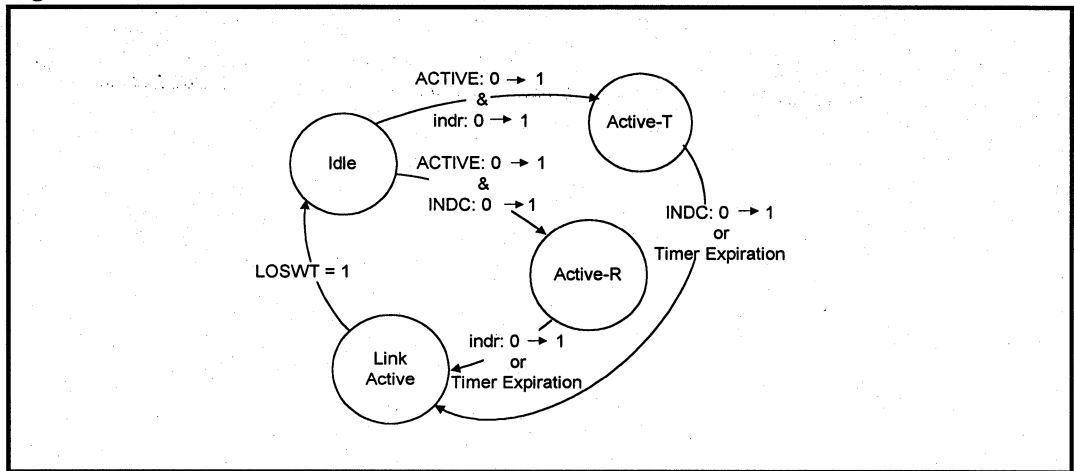 ACTIVE: 0 → 1
&
indr: 0 → 1
Active-T
Idle
ACTIVE: 0 → 1
&
INDC: 0 → 1
INDC: 0 → 1
or
Timer Expiration
Active-R
LOSWT = 1
indr: 0 → 1
or
Timer Expiration
Link
Active